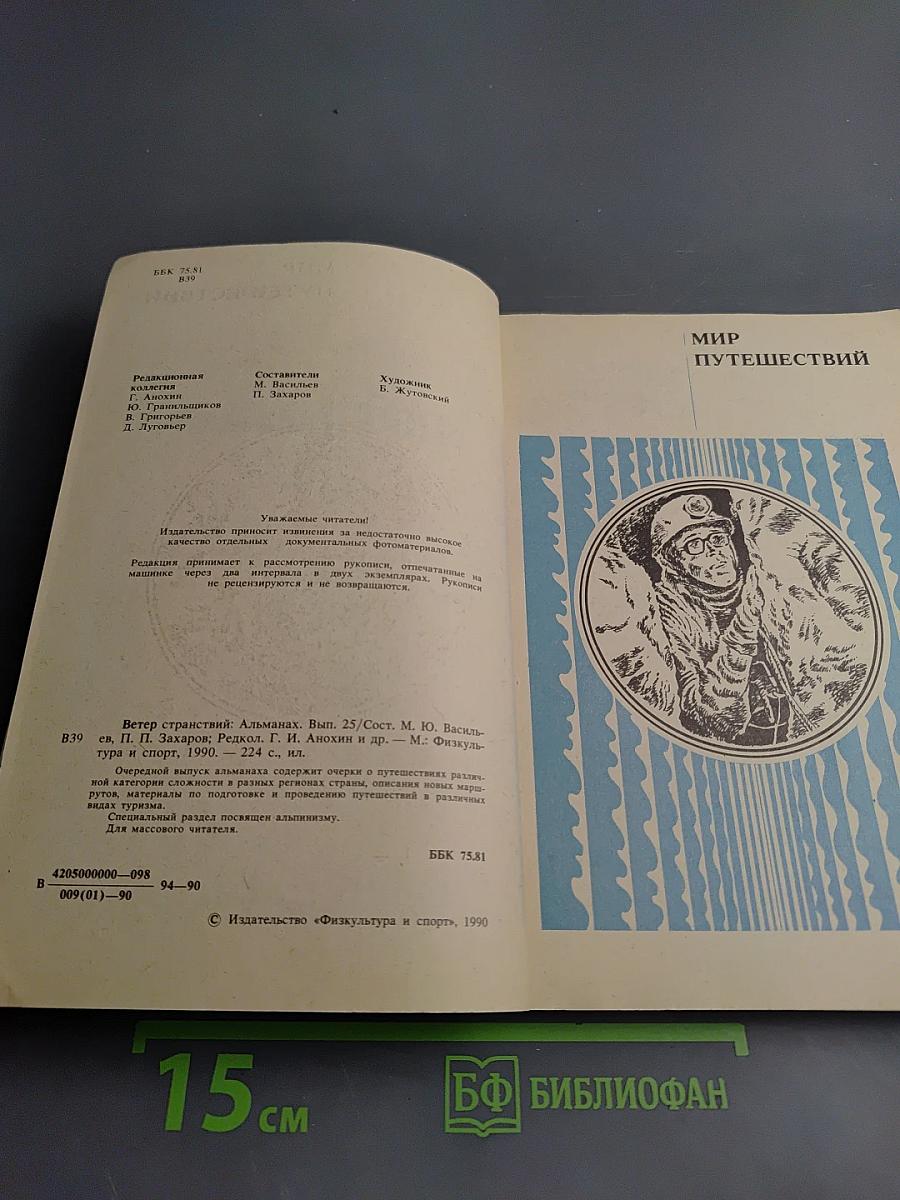 ББК 75.81
В39
Редакционная
коллегия
Г. Анохин
Ю. Гранильщиков
В. Григорьев
Д. Луговьер
Составители
М. Васильев
П. Захаров
Художник
Б. Жутовский
Уважаемые читатели!
Издательство приносит извинения за недостаточно высокое
качество отдельных документальных фотоматериалов.
Редакция принимает к рассмотрению рукописи, отпечатанные на
машинке через два интервала в двух экземплярах. Рукописи
не рецензируются и не возвращаются.
Ветер странствий: Альманах. Вып. 25/Сост. М. Ю. Василь-
В39 ев, П. П. Захаров; Редкол. Г. И. Анохин и др. — М.: Физкуль-
тура и спорт, 1990. — 224 с., ил.
Очередной выпуск альманаха содержит очерки о путешествиях различ-
ной категории сложности в разных регионах страны, описания новых марш-
рутов, материалы по подготовке и проведению путешествий в различных
видах туризма.
Специальный раздел посвящен альпинизму.
Для массового читателя.
ББК 75.81
В 4205000000—098
009(01)—90
94—90
© Издательство «Физкультура и спорт», 1990
МИР
ПУТЕШЕСТВИЙ
15 см
БФ БИБЛИОФАН